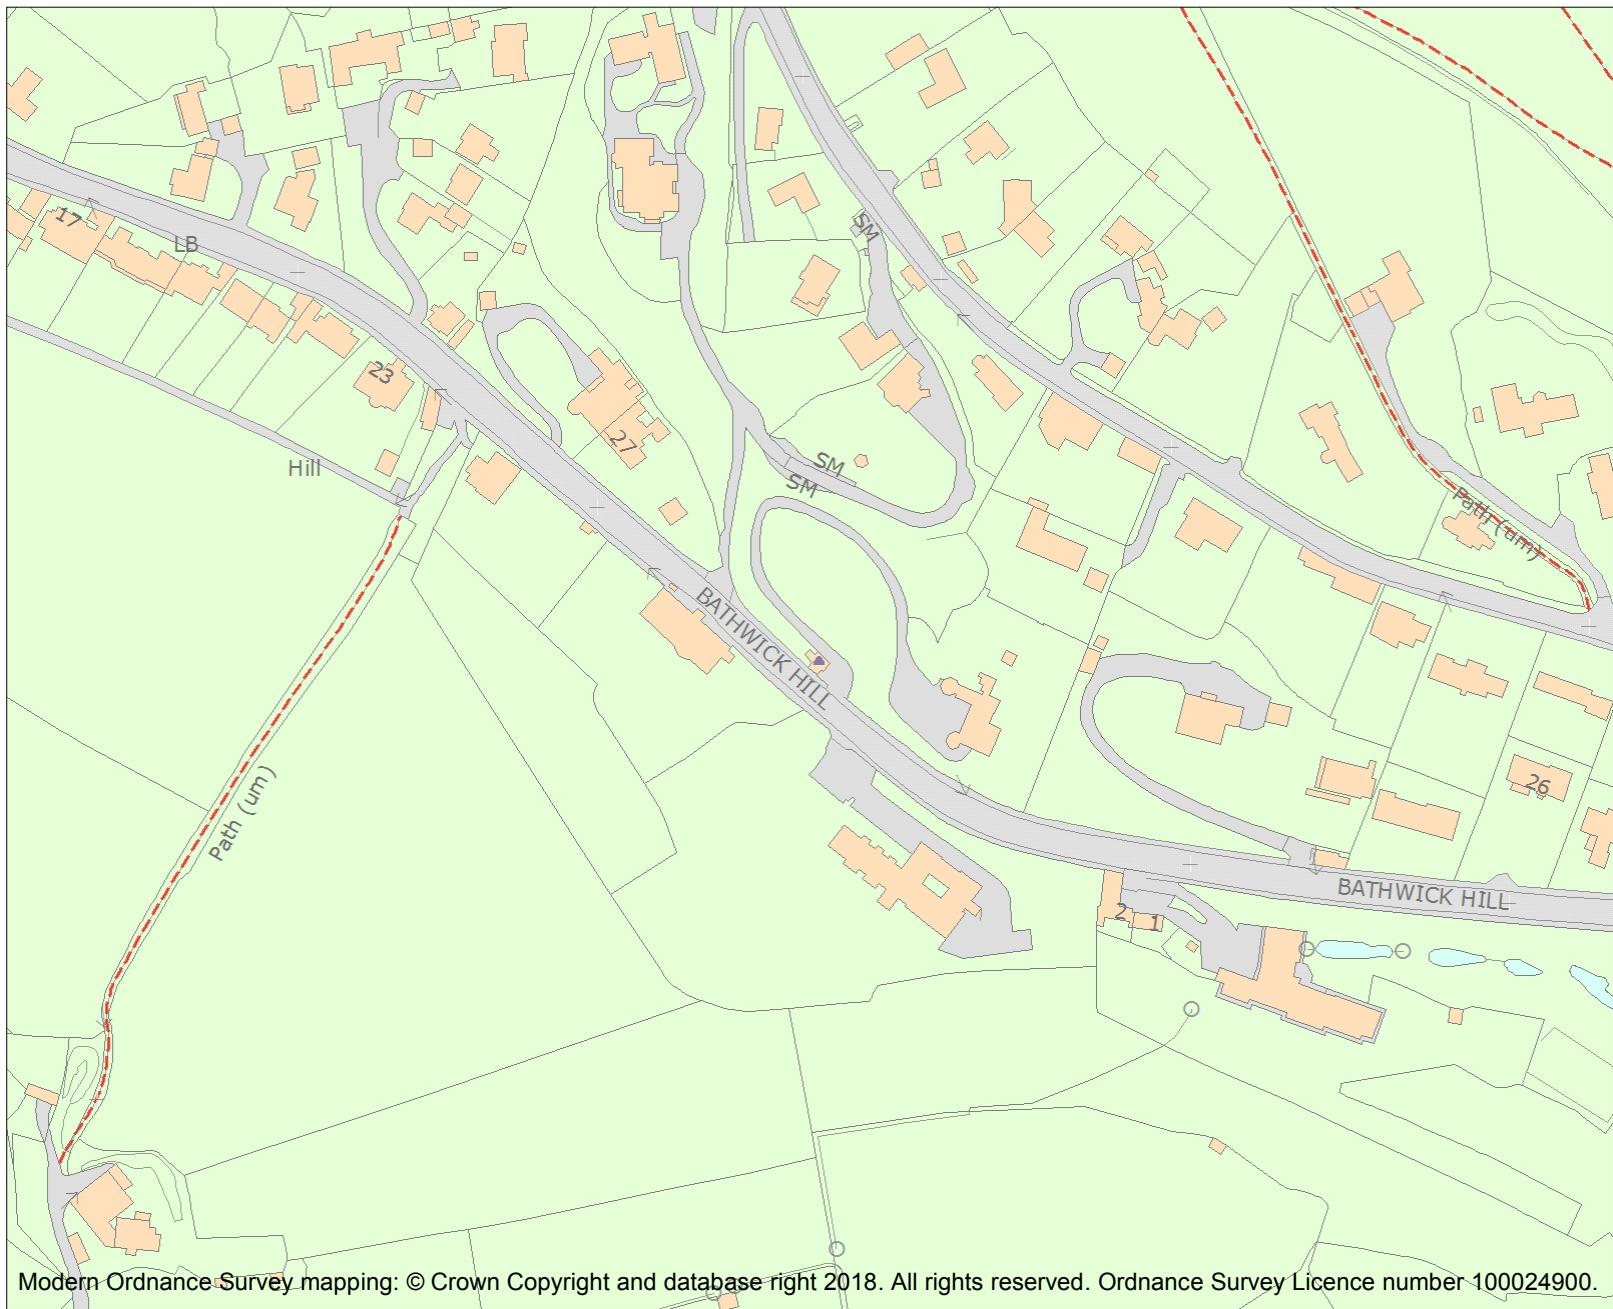 17
LB
SM
23
27
Hill
SM
SM
Path (um)
BATHWICK HILL
Path (um)
26
BATHWICK HILL
2
1
Modern Ordnance Survey mapping: © Crown Copyright and database right 2018. All rights reserved. Ordnance Survey Licence number 100024900.